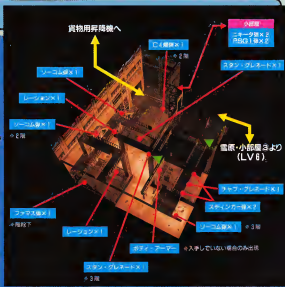 貨物用昇降機へ
小部屋
ニキータ弾×2
PSG1弾×2
C4爆弾×1
※2階
スタン・グレネード×1
ソーコム弾×1
レーション×1
ソーコム弾×1
※2階
雪原・小部屋3より
(LV6)
チャフ・グレネード×1
スティンガー弾×2
ソーコム弾×1
※3階
ファマス弾×1
※階段下
レーション×1
ボディ・アーマー
※入手していない場合のみ出現
スタン・グレネード×1
※3階